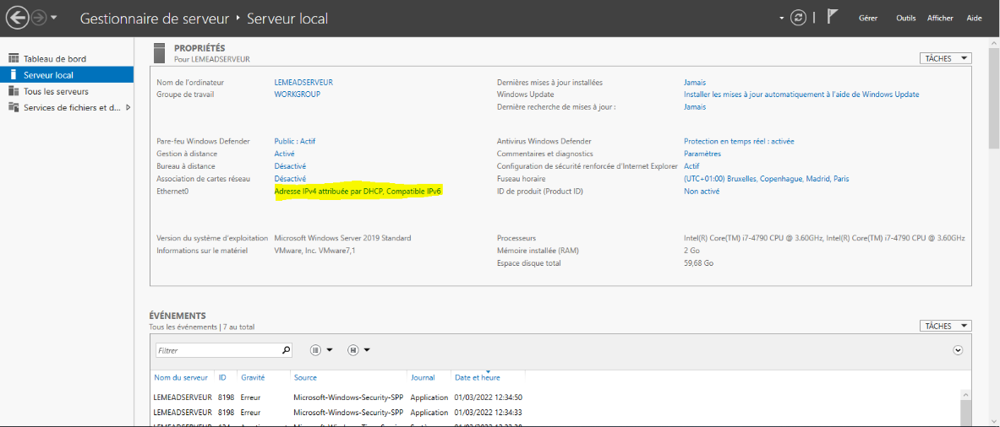 Gestionnaire de serveur ‣ Serveur local
Gérer Outils Afficher Aide
Tableau de bord
Serveur local
Tous les serveurs
Services de fichiers et d...
PROPRIÉTÉS
Pour LEMEADSERVEUR
TÂCHES
Nom de l'ordinateur LEMEADSERVEUR Dernières mises à jour installées Jamais
Groupe de travail WORKGROUP Windows Update Installer les mises à jour automatiquement à l'aide de Windows Update
Dernière recherche de mises à jour : Jamais
Pare-feu Windows Defender Public : Actif Antivirus Windows Defender Protection en temps réel : activée
Gestion à distance Activé Commentaires et diagnostics Paramètres
Bureau à distance Désactivé Configuration de sécurité renforcée d'Internet Explorer Actif
Association de cartes réseau Désactivé Fuseau horaire (UTC+01:00) Bruxelles, Copenhague, Madrid, Paris
Ethernet0 Adresse IPv4 attribuée par DHCP, Compatible IPv6 ID de produit (Product ID) Non activé
Version du système d'exploitation Microsoft Windows Server 2019 Standard Processeurs Intel(R) Core(TM) i7-4790 CPU @ 3.60GHz, Intel(R) Core(TM) i7-4790 CPU @ 3.60GHz
Informations sur le matériel VMware, Inc. VMware7,1 Mémoire installée (RAM) 2 Go
Espace disque total 59,68 Go
ÉVÉNEMENTS
Tous les événements | 7 au total
TÂCHES
Filtrer
Nom du serveur ID Gravité Source Journal Date et heure
LEMEADSERVEUR 8198 Erreur Microsoft-Windows-Security-SPP Application 01/03/2022 12:34:50
LEMEADSERVEUR 8198 Erreur Microsoft-Windows-Security-SPP Application 01/03/2022 12:34:33